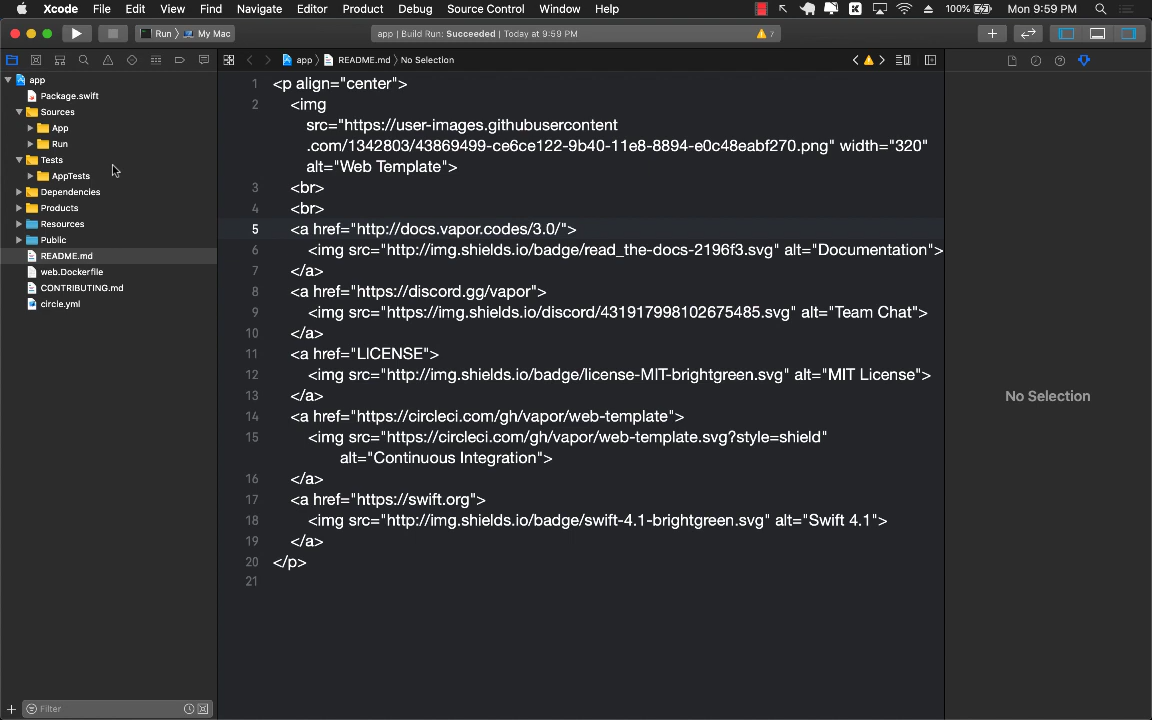 Xcode File Edit View Find Navigate Editor Product Debug Source Control Window Help 100% Mon 9:59 PM
Run My Mac app | Build Run: Succeeded | Today at 9:59 PM 7
app README.md No Selection
app
Package.swift
Sources
App
Run
Tests
AppTests
Dependencies
Products
Resources
Public
README.md
web.Dockerfile
CONTRIBUTING.md
circle.yml
Filter
1 <p align="center">
2 <img
src="https://user-images.githubusercontent
.com/1342803/43869499-ce6ce122-9b40-11e8-8894-e0c48eabf270.png" width="320"
alt="Web Template">
3 <br>
4 <br>
5 <a href="http://docs.vapor.codes/3.0/">
6 <img src="http://img.shields.io/badge/read_the-docs-2196f3.svg" alt="Documentation">
7 </a>
8 <a href="https://discord.gg/vapor">
9 <img src="https://img.shields.io/discord/431917998102675485.svg" alt="Team Chat">
10 </a>
11 <a href="LICENSE">
12 <img src="http://img.shields.io/badge/license-MIT-brightgreen.svg" alt="MIT License">
13 </a>
14 <a href="https://circleci.com/gh/vapor/web-template">
15 <img src="https://circleci.com/gh/vapor/web-template.svg?style=shield"
alt="Continuous Integration">
16 </a>
17 <a href="https://swift.org">
18 <img src="http://img.shields.io/badge/swift-4.1-brightgreen.svg" alt="Swift 4.1">
19 </a>
20 </p>
21
No Selection